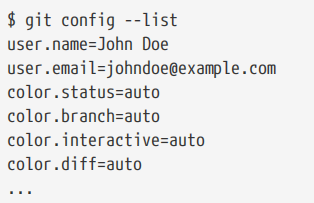 $ git config --list
user.name=John Doe
user.email=johndoe@example.com
color.status=auto
color.branch=auto
color.interactive=auto
color.diff=auto
...